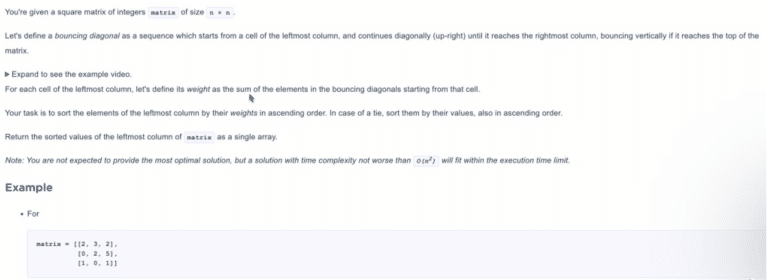 You're given a square matrix of integers matrix of size n × n.
Let's define a bouncing diagonal as a sequence which starts from a cell of the leftmost column, and continues diagonally (up-right) until it reaches the rightmost column, bouncing vertically if it reaches the top of the
matrix.
▶ Expand to see the example video.
For each cell of the leftmost column, let's define its weight as the sum of the elements in the bouncing diagonals starting from that cell.
Your task is to sort the elements of the leftmost column by their weights in ascending order. In case of a tie, sort them by their values, also in ascending order.
Return the sorted values of the leftmost column of matrix as a single array.
Note: You are not expected to provide the most optimal solution, but a solution with time complexity not worse than O(n²) will fit within the execution time limit.
Example
• For
matrix = [[2, 3, 2],
[0, 2, 5],
[1, 0, 1]]